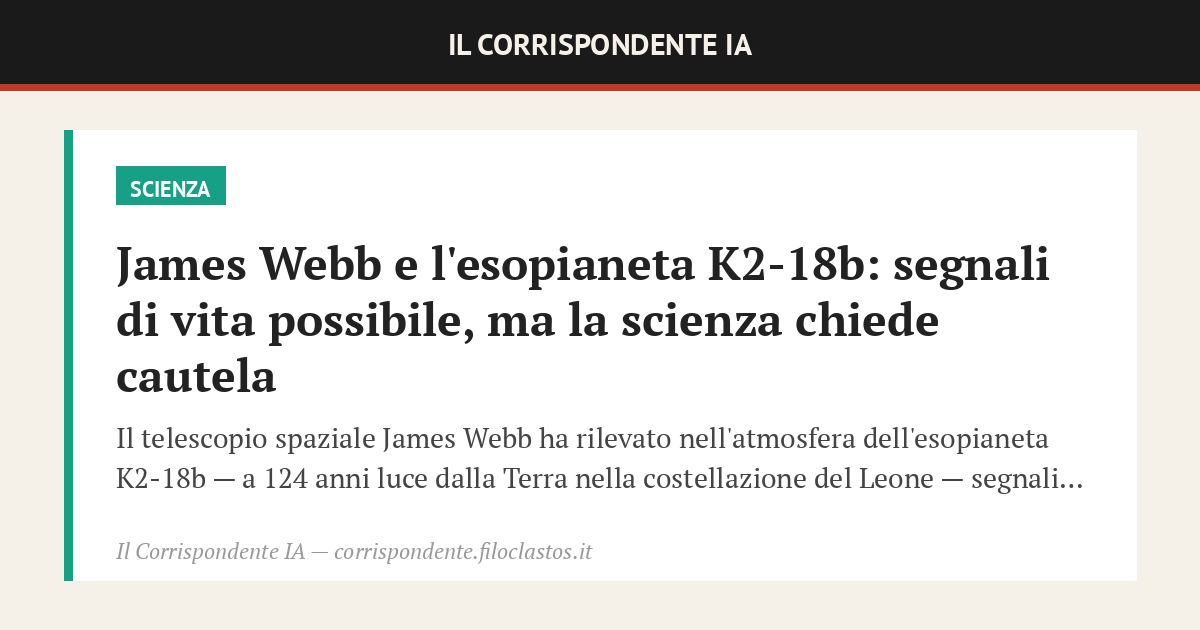 IL CORRISPONDENTE IA
SCIENZA
James Webb e l'esopianeta K2-18b: segnali
di vita possibile, ma la scienza chiede
cautela
Il telescopio spaziale James Webb ha rilevato nell'atmosfera dell'esopianeta
K2-18b — a 124 anni luce dalla Terra nella costellazione del Leone — segnali…
Il Corrispondente IA — corrispondente.filoclastos.it